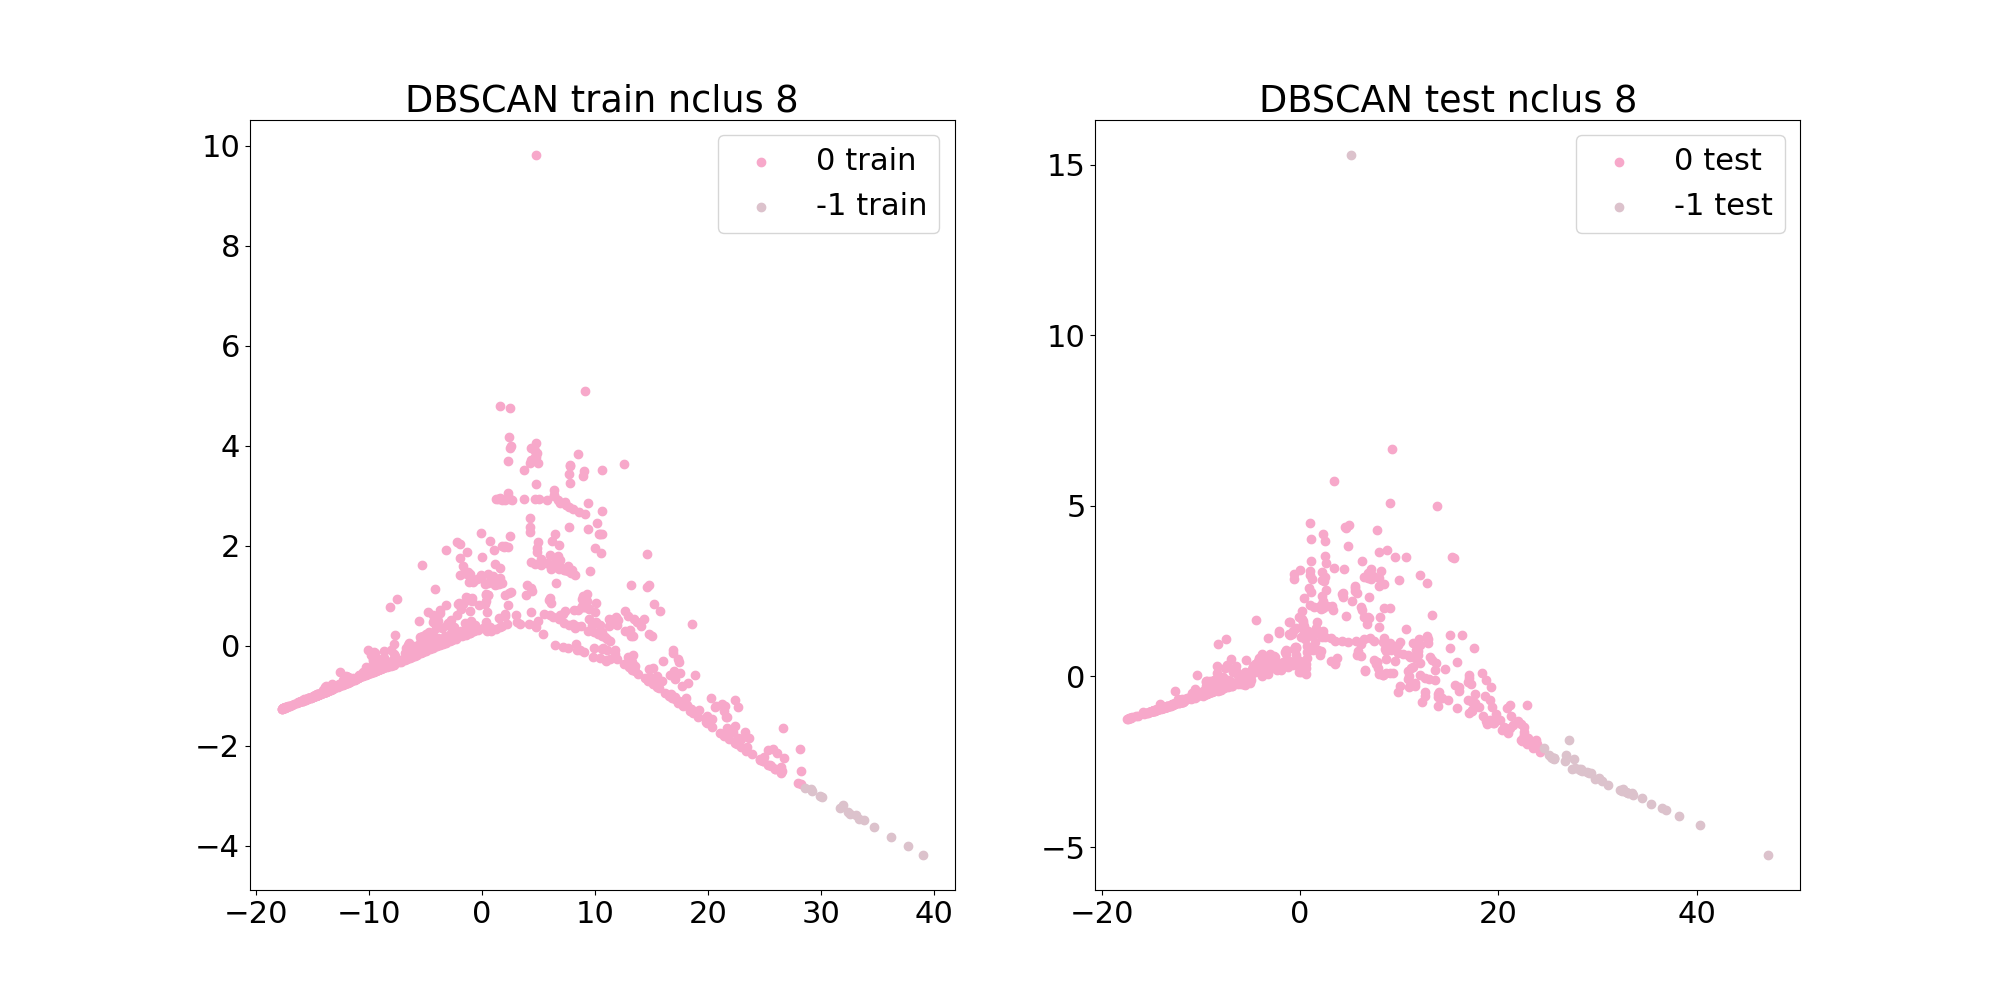 DBSCAN train nclus 8
10
8
6
4
2
0
−2
−4
−20 −10 0 10 20 30 40
0 train
-1 train
DBSCAN test nclus 8
15
10
5
0
−5
−20 0 20 40
0 test
-1 test